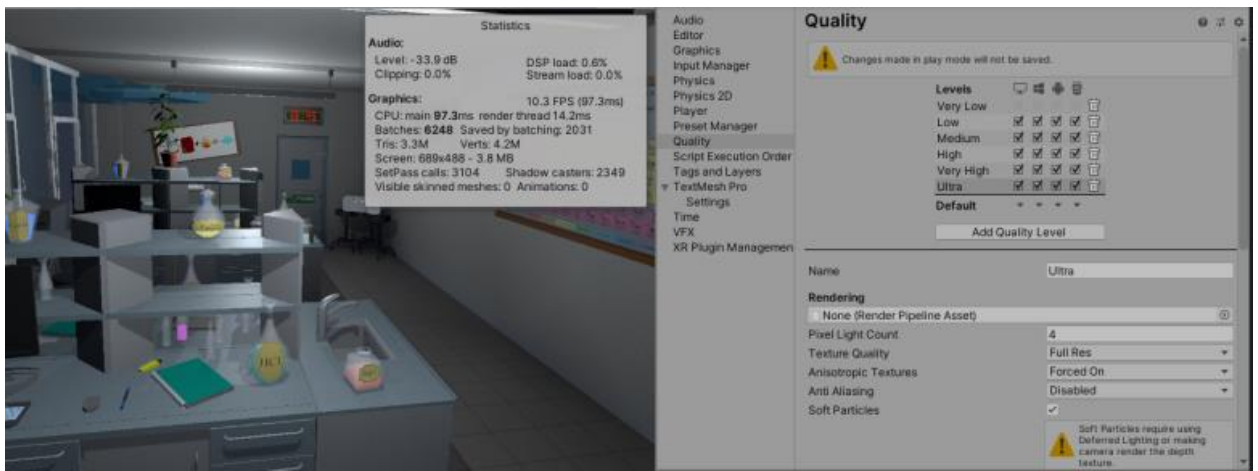 Statistics
Audio:
Level: -33.9 dB
DSP load: 0.6%
Clipping: 0.0%
Stream load: 0.0%
Graphics:
10.3 FPS (97.3ms)
CPU: main 97.3ms render thread 14.2ms
Batches: 6248 Saved by batching: 2031
Tris: 3.3M Verts: 4.2M
Screen: 689x488 - 3.8 MB
SetPass calls: 3104 Shadow casters: 2349
Visible skinned meshes: 0 Animations: 0
HCl
Audio
Editor
Graphics
Input Manager
Physics
Physics 2D
Player
Preset Manager
Quality
Script Execution Order
Tags and Layers
TextMesh Pro
Settings
Time
VFX
XR Plugin Managemen
Quality
Changes made in play mode will not be saved.
Levels
Very Low
Low
Medium
High
Very High
Ultra
Default
Add Quality Level
Name
Ultra
Rendering
None (Render Pipeline Asset)
Pixel Light Count
4
Texture Quality
Full Res
Anisotropic Textures
Forced On
Anti Aliasing
Disabled
Soft Particles
Soft Particles require using
Deferred Lighting or making
camera render the depth
texture.